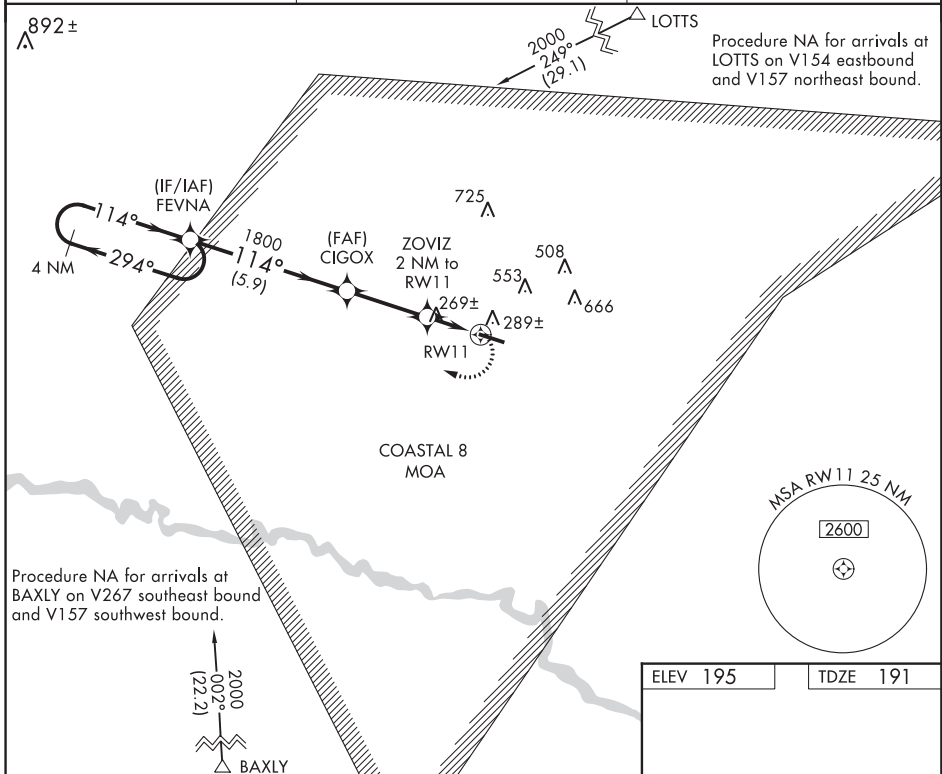 892±
LOTTS
2000
249°
(29.1)
Procedure NA for arrivals at
LOTTS on V154 eastbound
and V157 northeast bound.
(IF/IAF)
FEVNA
114°
294°
4 NM
1800
114°
(5.9)
(FAF)
CIGOX
ZOVIZ
2 NM to
RW11
725
508
553
666
269±
289±
RW11
COASTAL 8
MOA
MSA RW11 25 NM
2600
Procedure NA for arrivals at
BAXLY on V267 southeast bound
and V157 southwest bound.
2000
002°
(22.2)
BAXLY
ELEV 195
TDZE 191